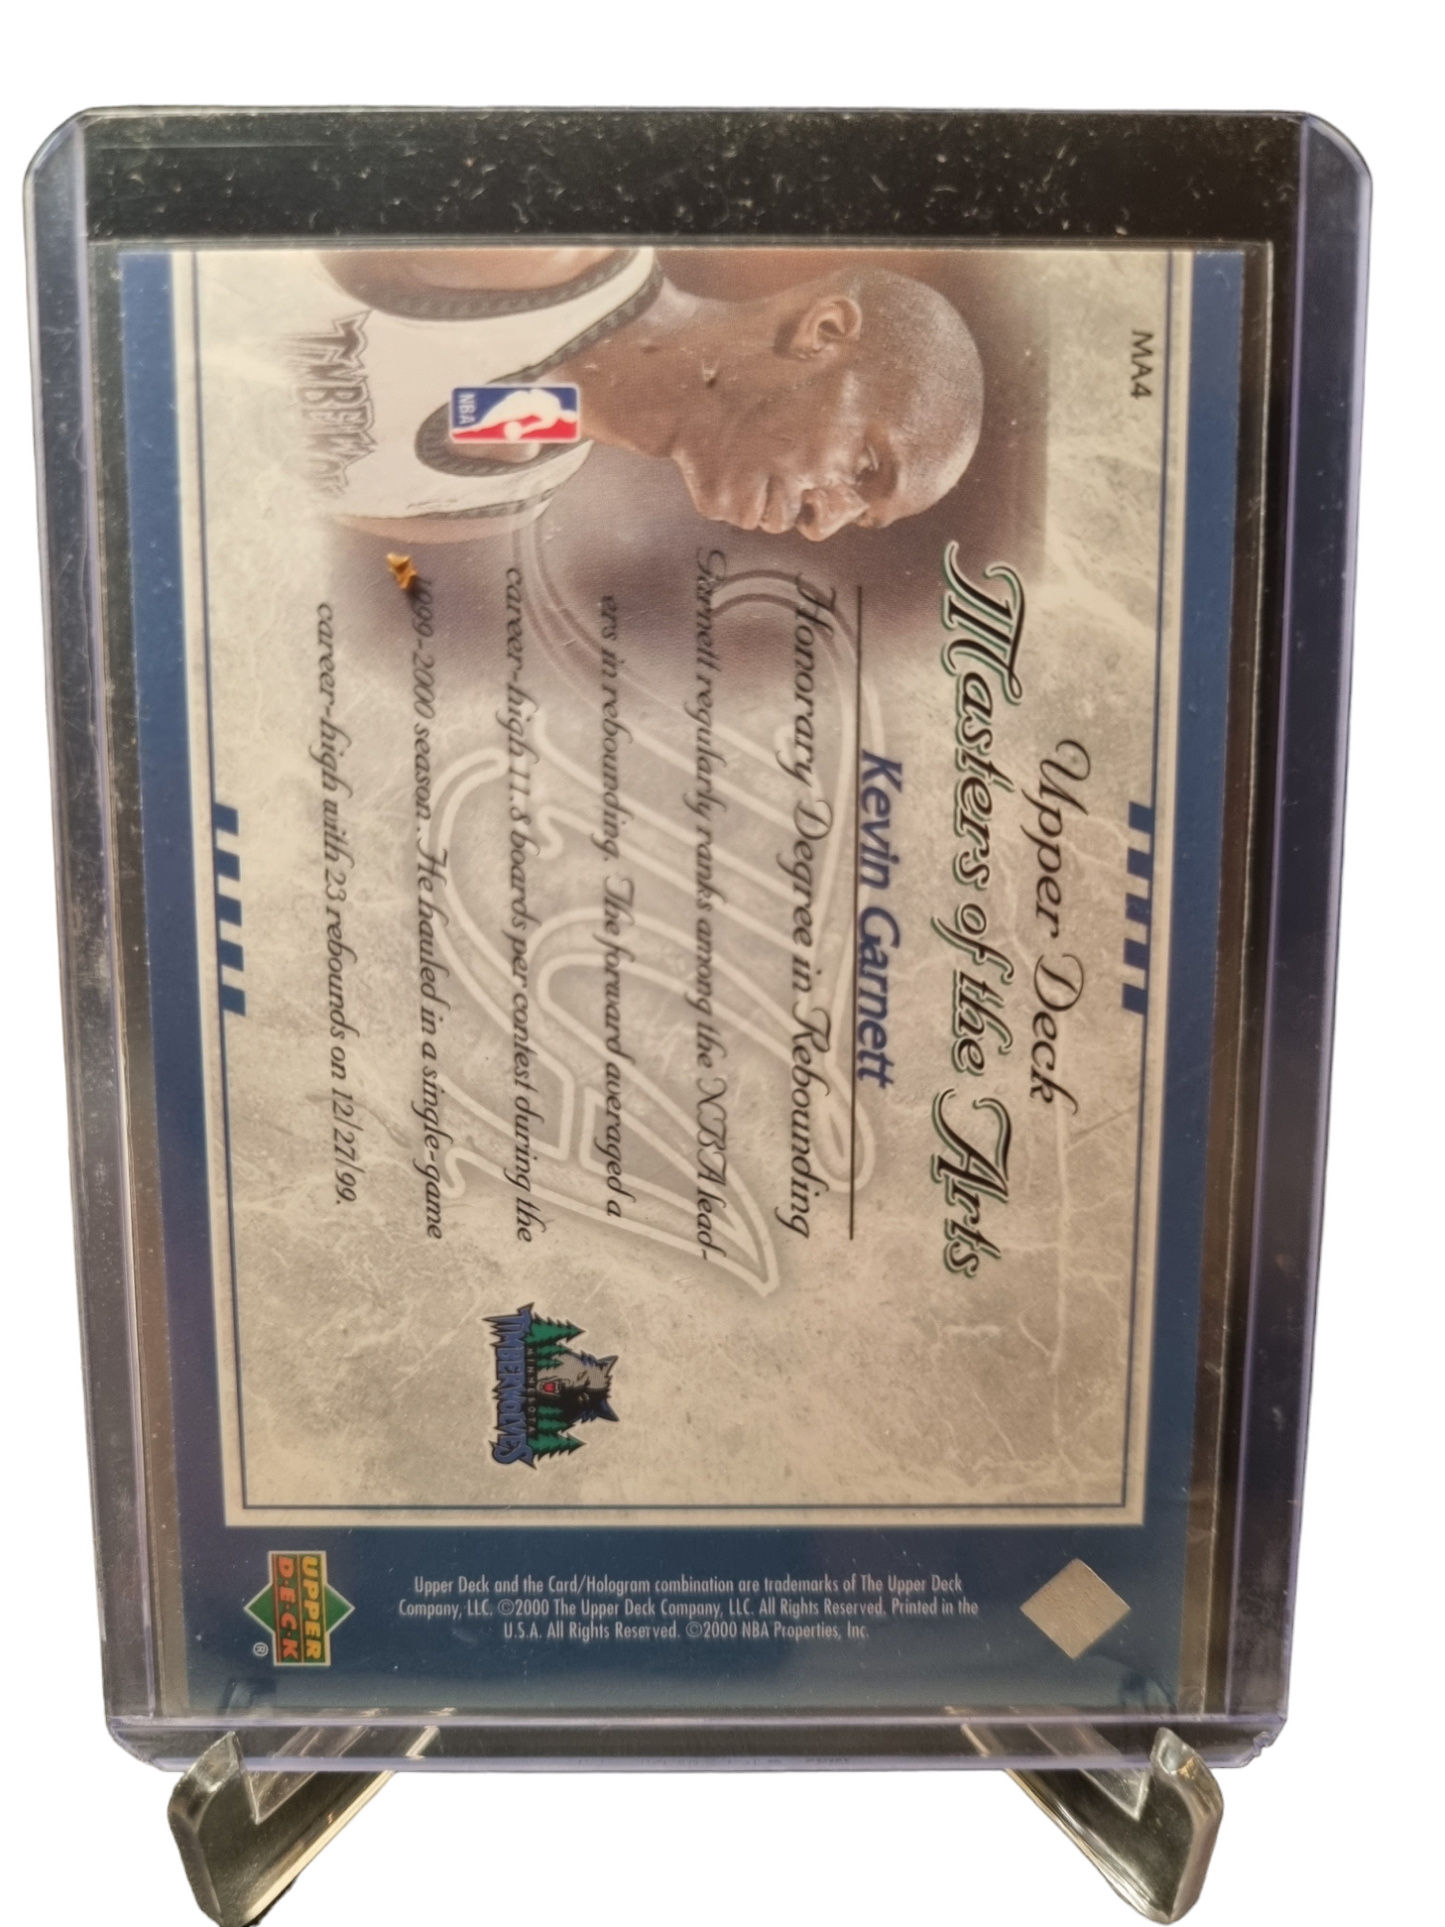 MA4
Upper Deck
Masters of the Arts
Kevin Garnett
Honorary Degree in Rebounding
Garnett regularly ranks among the NBA lead-
ers in rebounding. The forward averaged a
career-high 11.8 boards per contest during the
1999-2000 season...He hauled in a single-game
career-high with 23 rebounds on 12/27/99.
NBA
MINNESOTA
TIMBERWOLVES
Upper Deck and the Card/Hologram combination are trademarks of The Upper Deck
Company, LLC. ©2000 The Upper Deck Company, LLC. All Rights Reserved. Printed in the
U.S.A. All Rights Reserved. ©2000 NBA Properties, Inc.
UPPER
DECK
®